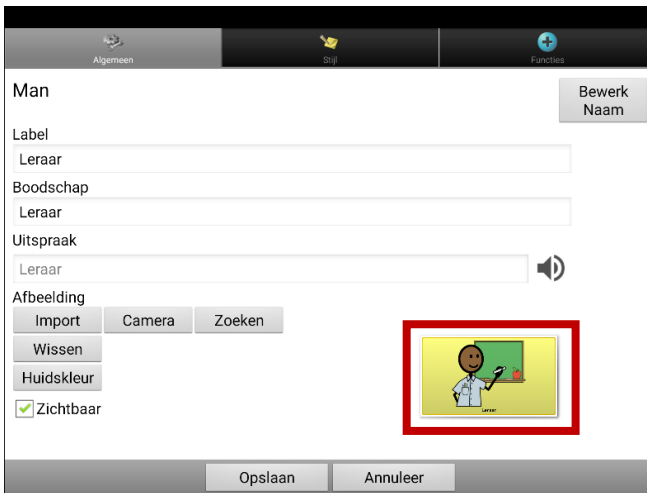 Algemeen
Stijl
Functies
Man
Bewerk
Naam
Label
Leraar
Boodschap
Leraar
Uitspraak
Leraar
Afbeelding
Import
Camera
Zoeken
Wissen
Huidskleur
Zichtbaar
Leraar
Opslaan
Annuleer